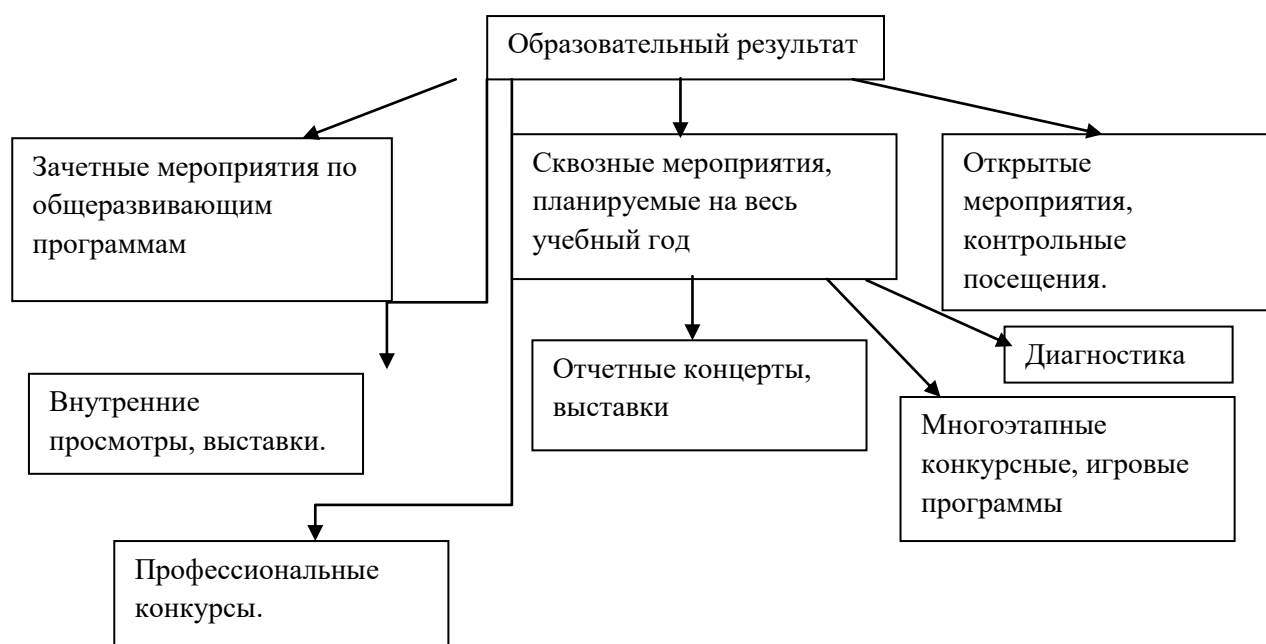 Образовательный результат
Зачетные мероприятия по
общеразвивающим
программам
Сквозные мероприятия,
планируемые на весь
учебный год
Открытые
мероприятия,
контрольные
посещения.
Диагностика
Отчетные концерты,
выставки
Внутренние
просмотры, выставки.
Многоэтапные
конкурсные, игровые
программы
Профессиональные
конкурсы.